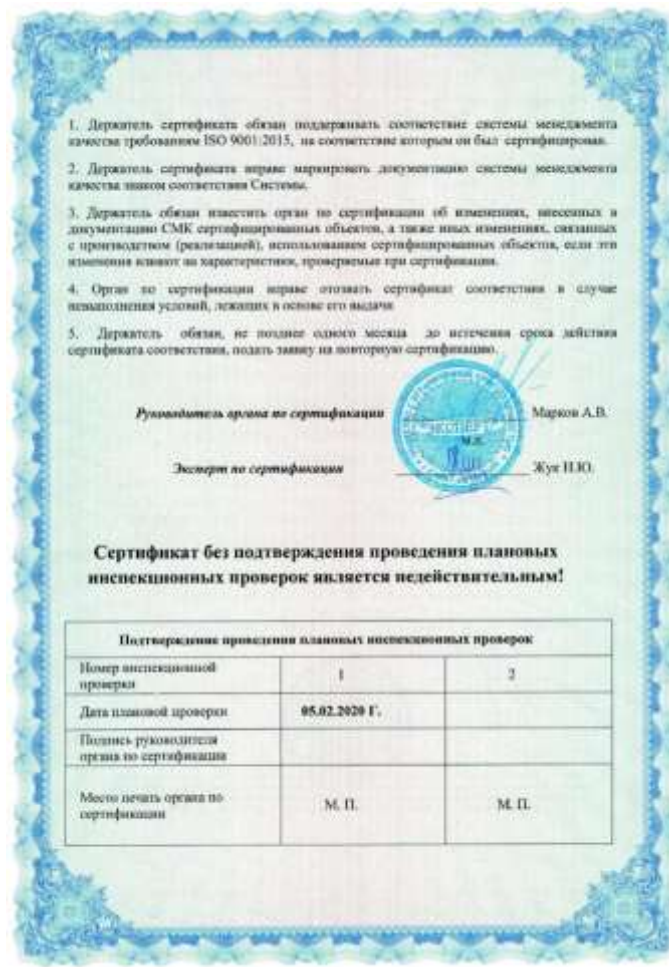 1. Держатель сертификата обязан поддерживать соответствие системы менеджмента
качества требованиям ISO 9001:2015, на соответствие которым он был сертифицирован.
2. Держатель сертификата вправе маркировать документацию системы менеджмента
качества знаком соответствия Системы.
3. Держатель обязан известить орган по сертификации об изменениях, внесенных в
документацию СМК сертифицированных объектов, а также иных изменениях, связанных
с производством (реализацией), использованием сертифицированных объектов, если эти
изменения влияют на характеристики, проверяемые при сертификации.
4. Орган по сертификации вправе отозвать сертификат соответствия в случае
невыполнения условий, лежащих в основе его выдачи
5. Держатель обязан, не позднее одного месяца до истечения срока действия
сертификата соответствия, подать заявку на повторную сертификацию.
Руководитель органа по сертификации Марков А.В.
М.П.
Эксперт по сертификации Жук Н.Ю.
Сертификат без подтверждения проведения плановых
инспекционных проверок является недействительным!
Подтверждение проведения плановых инспекционных проверок
Номер инспекционной
проверки 1 2
Дата плановой проверки 05.02.2020 Г.
Подпись руководителя
органа по сертификации
Место печать органа по
сертификации М. П. М. П.